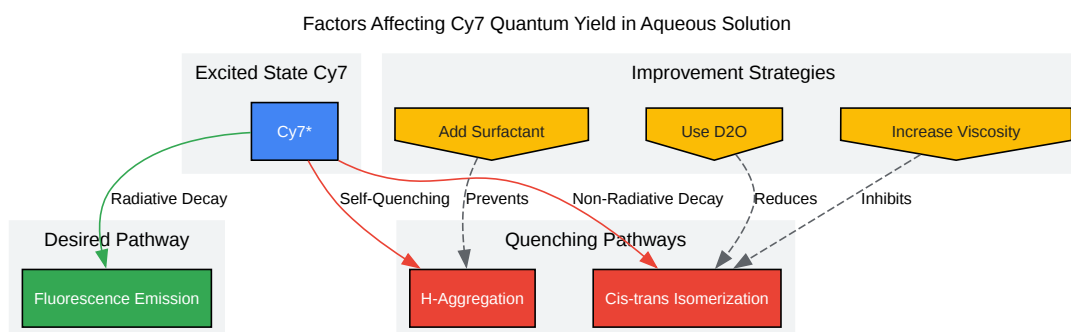 Factors Affecting Cy7 Quantum Yield in Aqueous Solution
Excited State Cy7
Improvement Strategies
Cy7*
Add Surfactant
Use D2O
Increase Viscosity
Radiative Decay
Self-Quenching
Prevents
Non-Radiative Decay
Reduces
Inhibits
Desired Pathway
Quenching Pathways
Fluorescence Emission
H-Aggregation
Cis-trans Isomerization